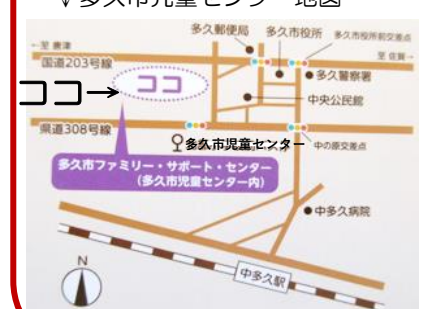 多久市児童センター地図
多久郵便局
多久市役所
多久市役所前交差点
←至 唐津
至 佐賀→
国道203号線
ココ
ココ→
多久警察署
中央公民館
県道308号線
多久市児童センター
中の原交差点
多久市ファミリー・サポート・センター
(多久市児童センター内)
中多久病院
N
中多久駅